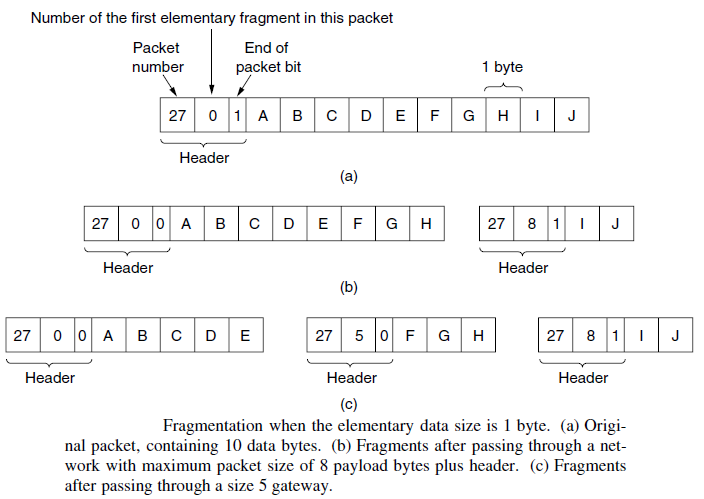 Number of the first elementary fragment in this packet
Packet number
End of packet bit
1 byte
27 0 1 A B C D E F G H I J
Header
(a)
27 0 0 A B C D E F G H 27 8 1 I J
Header Header
(b)
27 0 0 A B C D E 27 5 0 F G H 27 8 1 I J
Header Header Header
(c)
Fragmentation when the elementary data size is 1 byte. (a) Origi-
nal packet, containing 10 data bytes. (b) Fragments after passing through a net-
work with maximum packet size of 8 payload bytes plus header. (c) Fragments
after passing through a size 5 gateway.